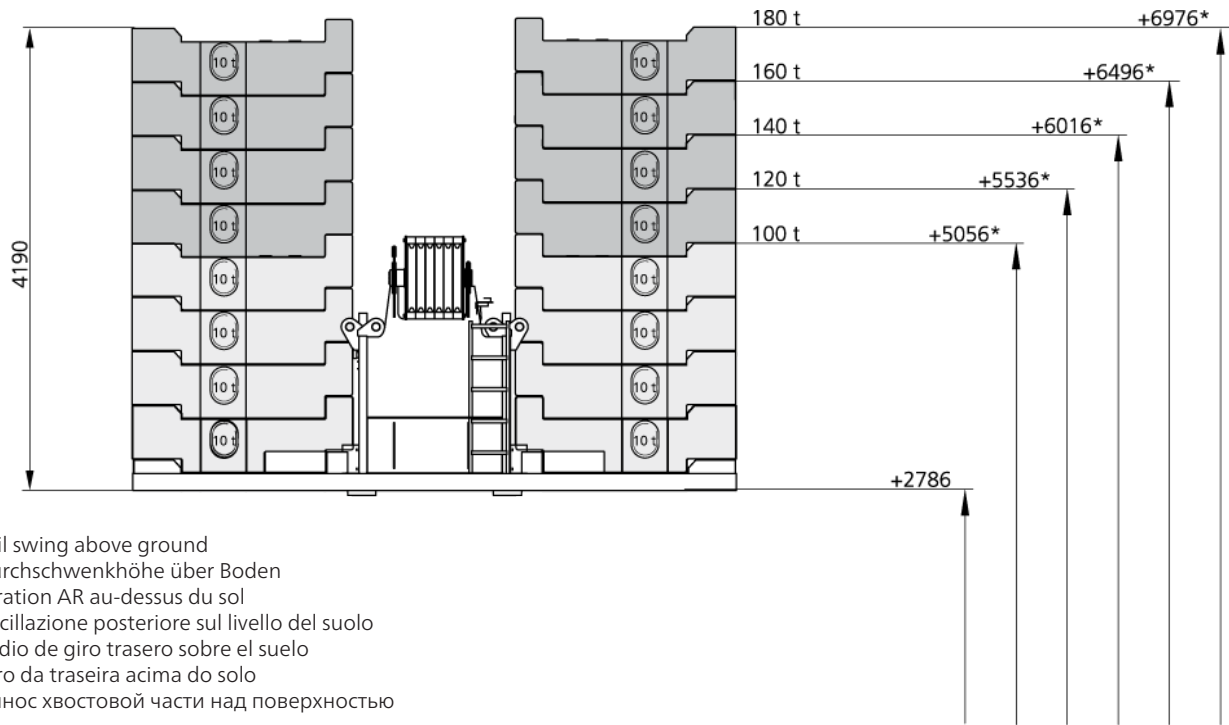 180 t +6976*
10 t 10 t
160 t +6496*
10 t 10 t
140 t +6016*
10 t 10 t
120 t +5536*
10 t 10 t
100 t +5056*
4190
10 t 10 t
10 t 10 t
10 t 10 t
10 t 10 t
+2786
il swing above ground
urchschwenkhöhe über Boden
ration AR au-dessus du sol
cillazione posteriore sul livello del suolo
dio de giro trasero sobre el suelo
ro da traseira acima do solo
нос хвостовой части над поверхностью